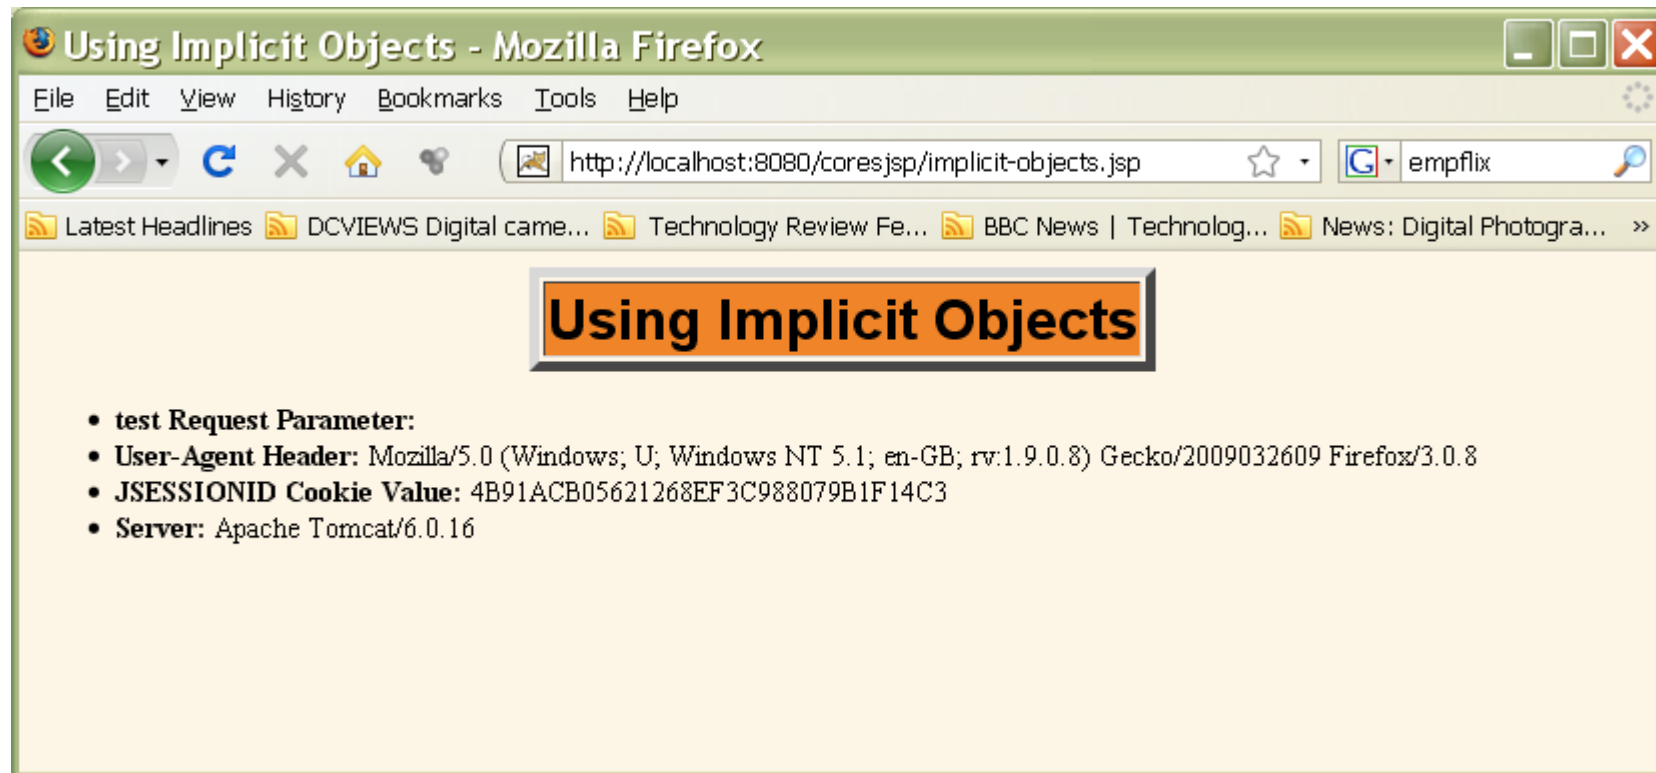 Using Implicit Objects - Mozilla Firefox
File Edit View History Bookmarks Tools Help
http://localhost:8080/coresjsp/implicit-objects.jsp G empflix
Latest Headlines DCVIEWS Digital came... Technology Review Fe... BBC News | Technolog... News: Digital Photogra... »
Using Implicit Objects
• test Request Parameter:
• User-Agent Header: Mozilla/5.0 (Windows; U; Windows NT 5.1; en-GB; rv:1.9.0.8) Gecko/2009032609 Firefox/3.0.8
• JSESSIONID Cookie Value: 4B91ACB05621268EF3C988079B1F14C3
• Server: Apache Tomcat/6.0.16